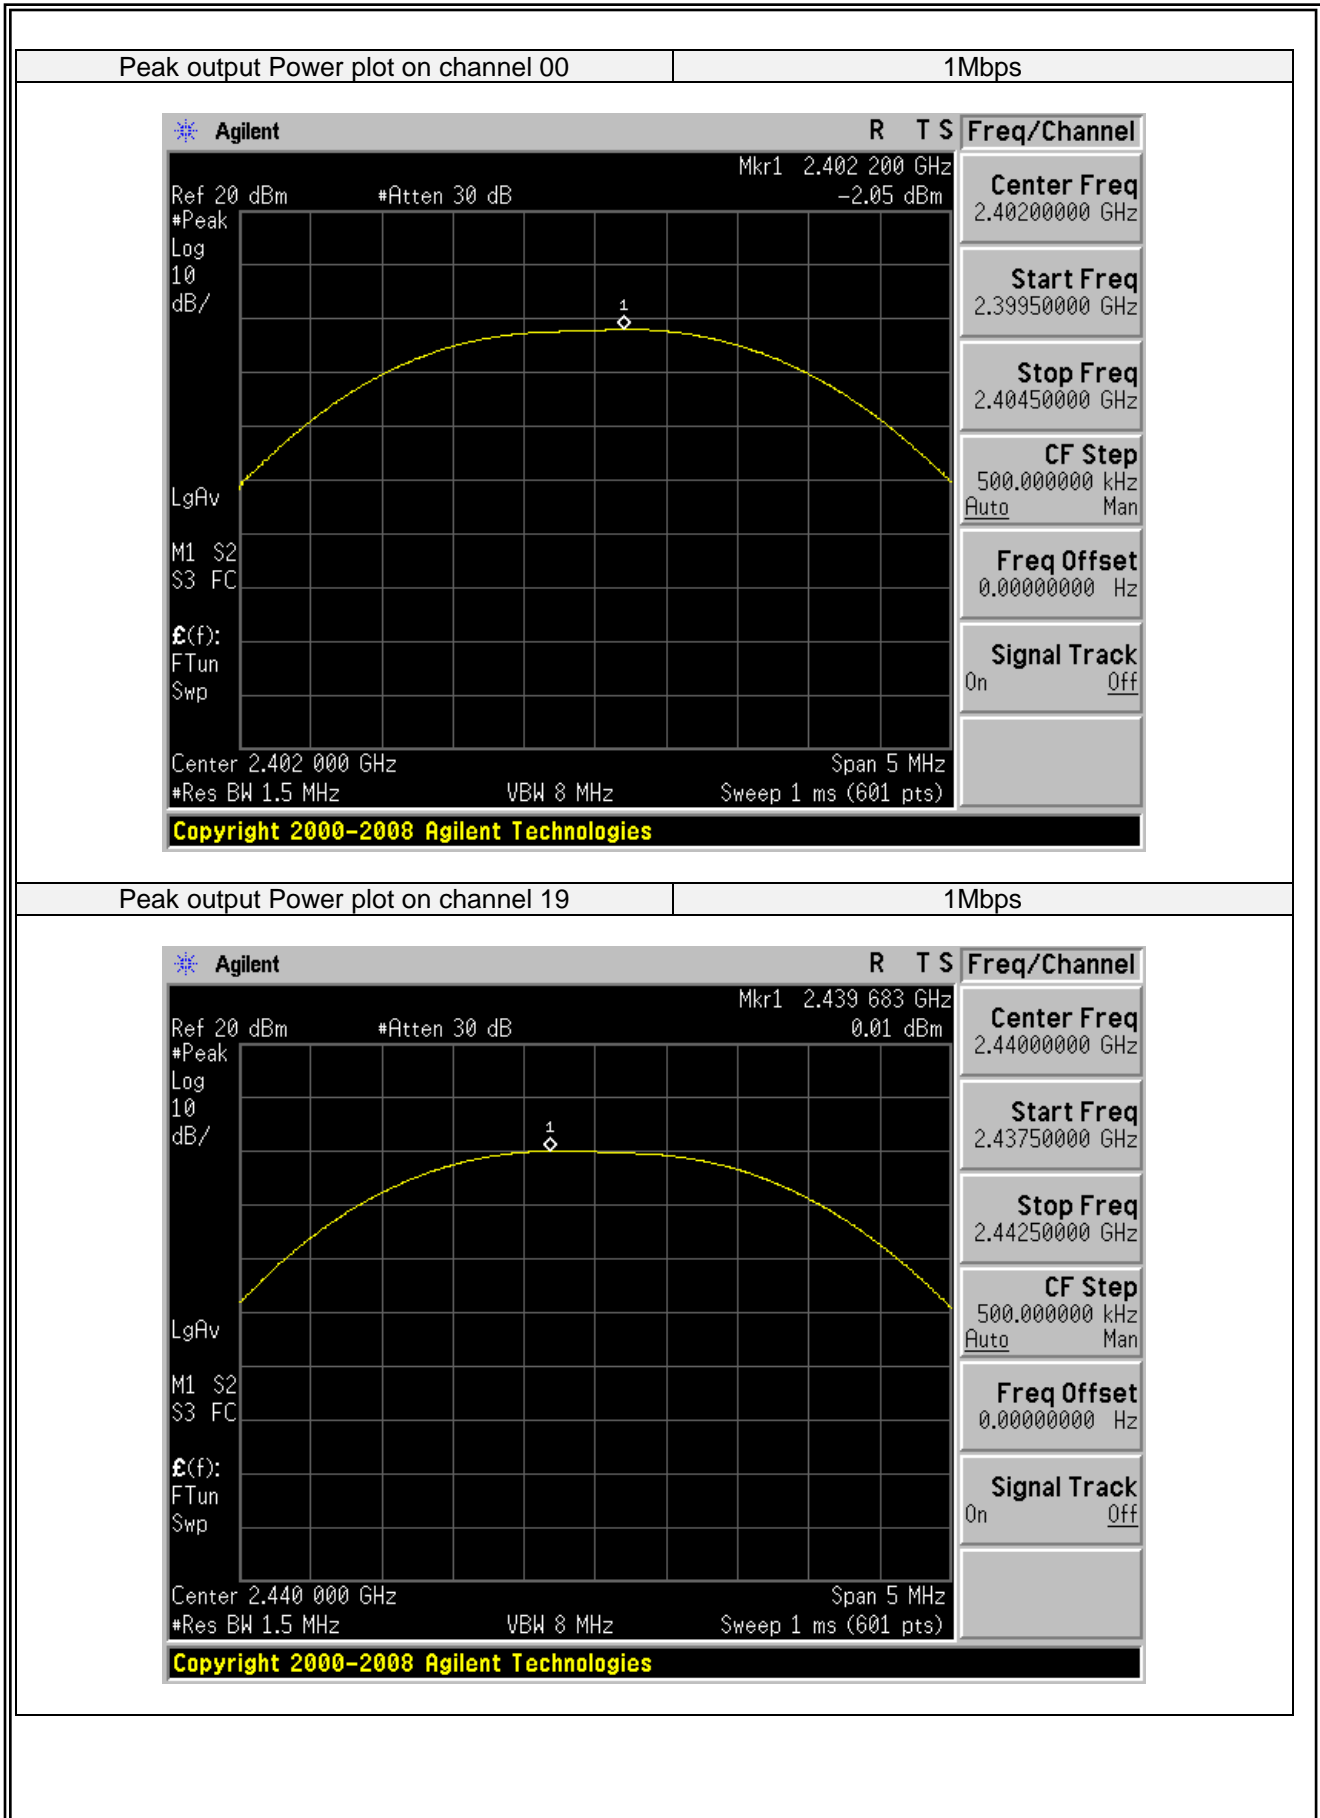 Peak output Power plot on channel 00 1Mbps
Agilent R T S Freq/Channel
Mkr1 2.402 200 GHz
Ref 20 dBm #Atten 30 dB -2.05 dBm
#Peak
Log
10
dB/
1
LgAv
M1 S2
S3 FC
£(f):
FTun
Swp
Center 2.402 000 GHz Span 5 MHz
#Res BW 1.5 MHz VBW 8 MHz Sweep 1 ms (601 pts)
Copyright 2000-2008 Agilent Technologies
Center Freq
2.40200000 GHz
Start Freq
2.39950000 GHz
Stop Freq
2.40450000 GHz
CF Step
500.000000 kHz
Auto Man
Freq Offset
0.00000000 Hz
Signal Track
On Off
Peak output Power plot on channel 19 1Mbps
Agilent R T S Freq/Channel
Mkr1 2.439 683 GHz
Ref 20 dBm #Atten 30 dB 0.01 dBm
#Peak
Log
10
dB/
1
LgAv
M1 S2
S3 FC
£(f):
FTun
Swp
Center 2.440 000 GHz Span 5 MHz
#Res BW 1.5 MHz VBW 8 MHz Sweep 1 ms (601 pts)
Copyright 2000-2008 Agilent Technologies
Center Freq
2.44000000 GHz
Start Freq
2.43750000 GHz
Stop Freq
2.44250000 GHz
CF Step
500.000000 kHz
Auto Man
Freq Offset
0.00000000 Hz
Signal Track
On Off